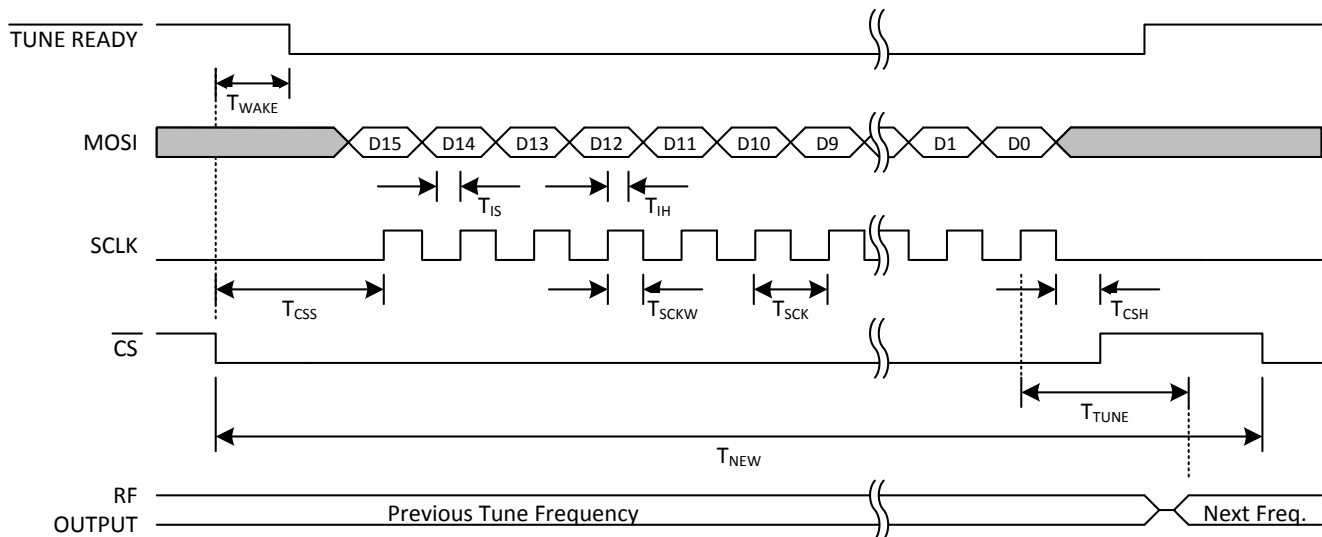 TUNE READY
T_WAKE
MOSI
D15 D14 D13 D12 D11 D10 D9 D1 D0
T_IS T_IH
SCLK
T_CSS T_SCKW T_SCK T_CSH
CS
T_TUNE
T_NEW
RF
OUTPUT
Previous Tune Frequency Next Freq.